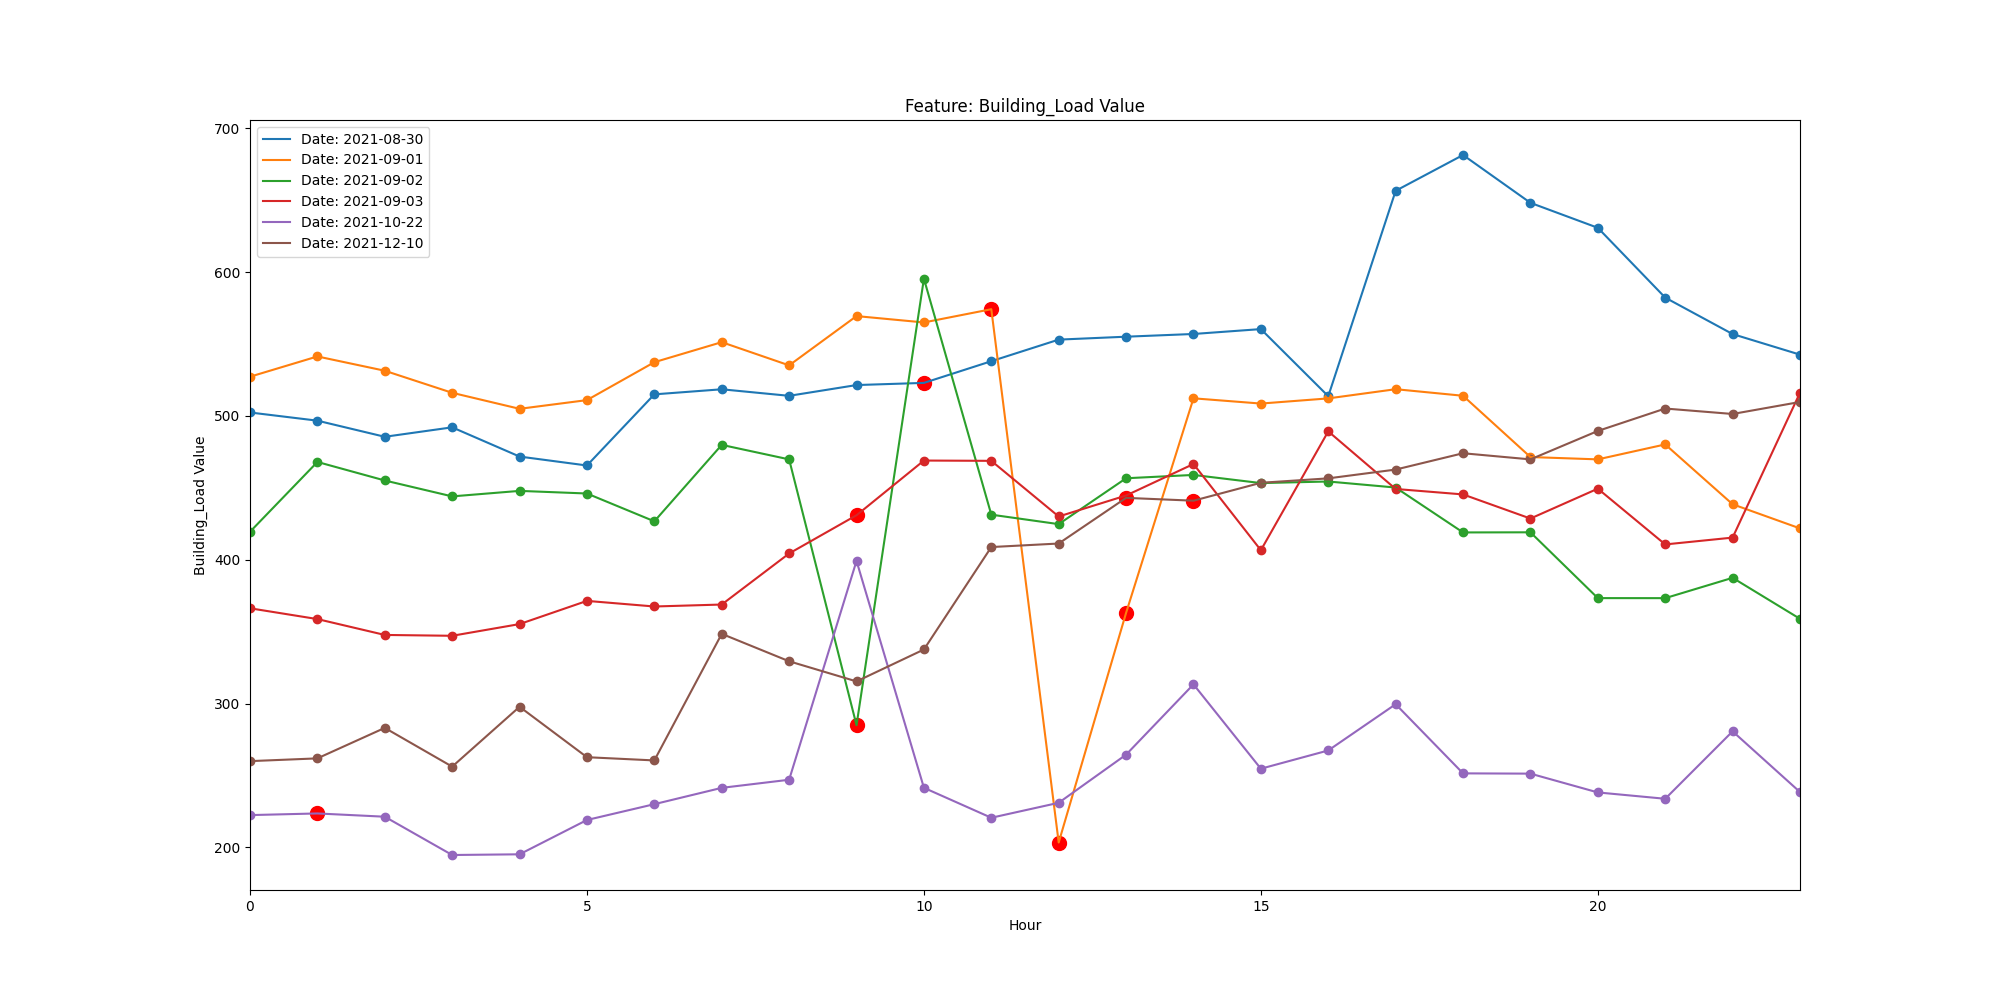 Feature: Building_Load Value
Date: 2021-08-30
Date: 2021-09-01
Date: 2021-09-02
Date: 2021-09-03
Date: 2021-10-22
Date: 2021-12-10
700
600
500
400
300
200
Building_Load Value
0 5 10 15 20
Hour